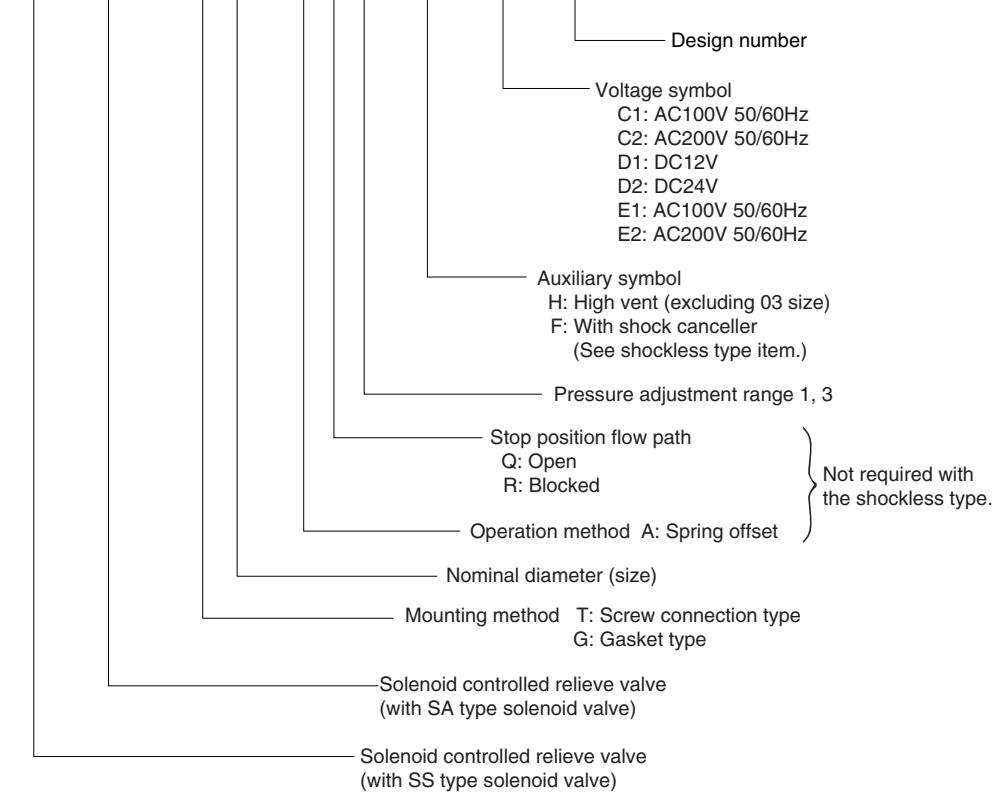 Design number
Voltage symbol
C1: AC100V 50/60Hz
C2: AC200V 50/60Hz
D1: DC12V
D2: DC24V
E1: AC100V 50/60Hz
E2: AC200V 50/60Hz
Auxiliary symbol
H: High vent (excluding 03 size)
F: With shock canceller
(See shockless type item.)
Pressure adjustment range 1, 3
Stop position flow path
Q: Open
R: Blocked
Not required with
the shockless type.
Operation method A: Spring offset
Nominal diameter (size)
Mounting method T: Screw connection type
G: Gasket type
Solenoid controlled relieve valve
(with SA type solenoid valve)
Solenoid controlled relieve valve
(with SS type solenoid valve)